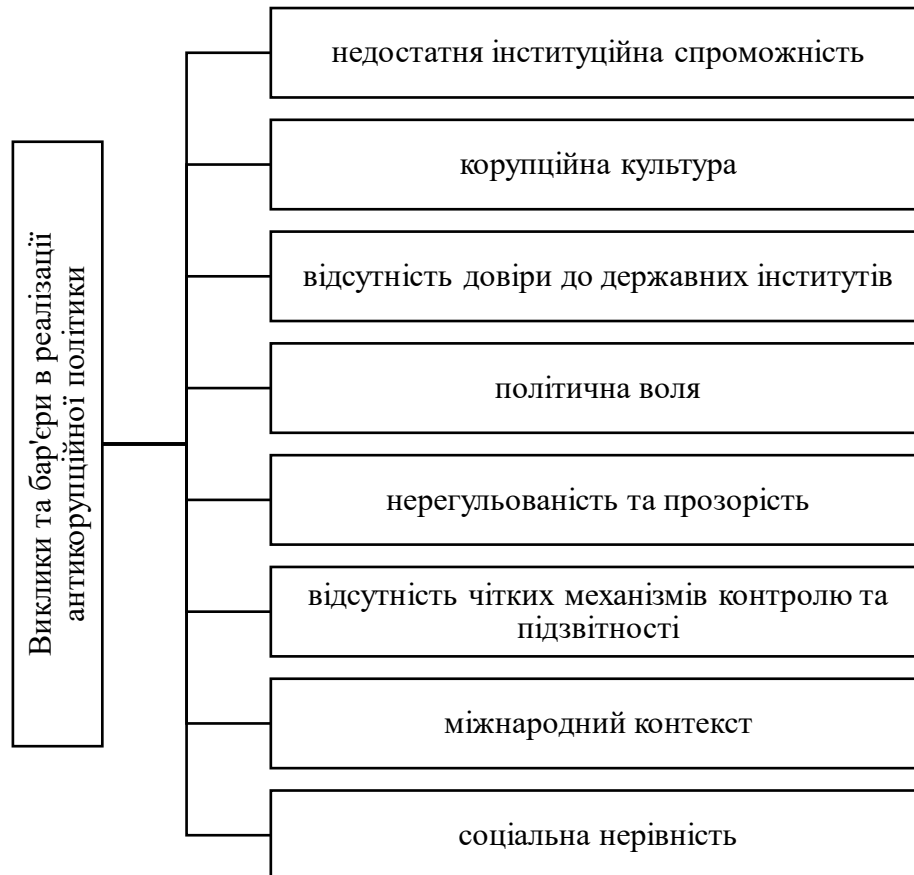 Виклики та бар'єри в реалізації
антикорупційної політики
недостатня інституційна спроможність
корупційна культура
відсутність довіри до державних інститутів
політична воля
нерегульованість та прозорість
відсутність чітких механізмів контролю та
підзвітності
міжнародний контекст
соціальна нерівність